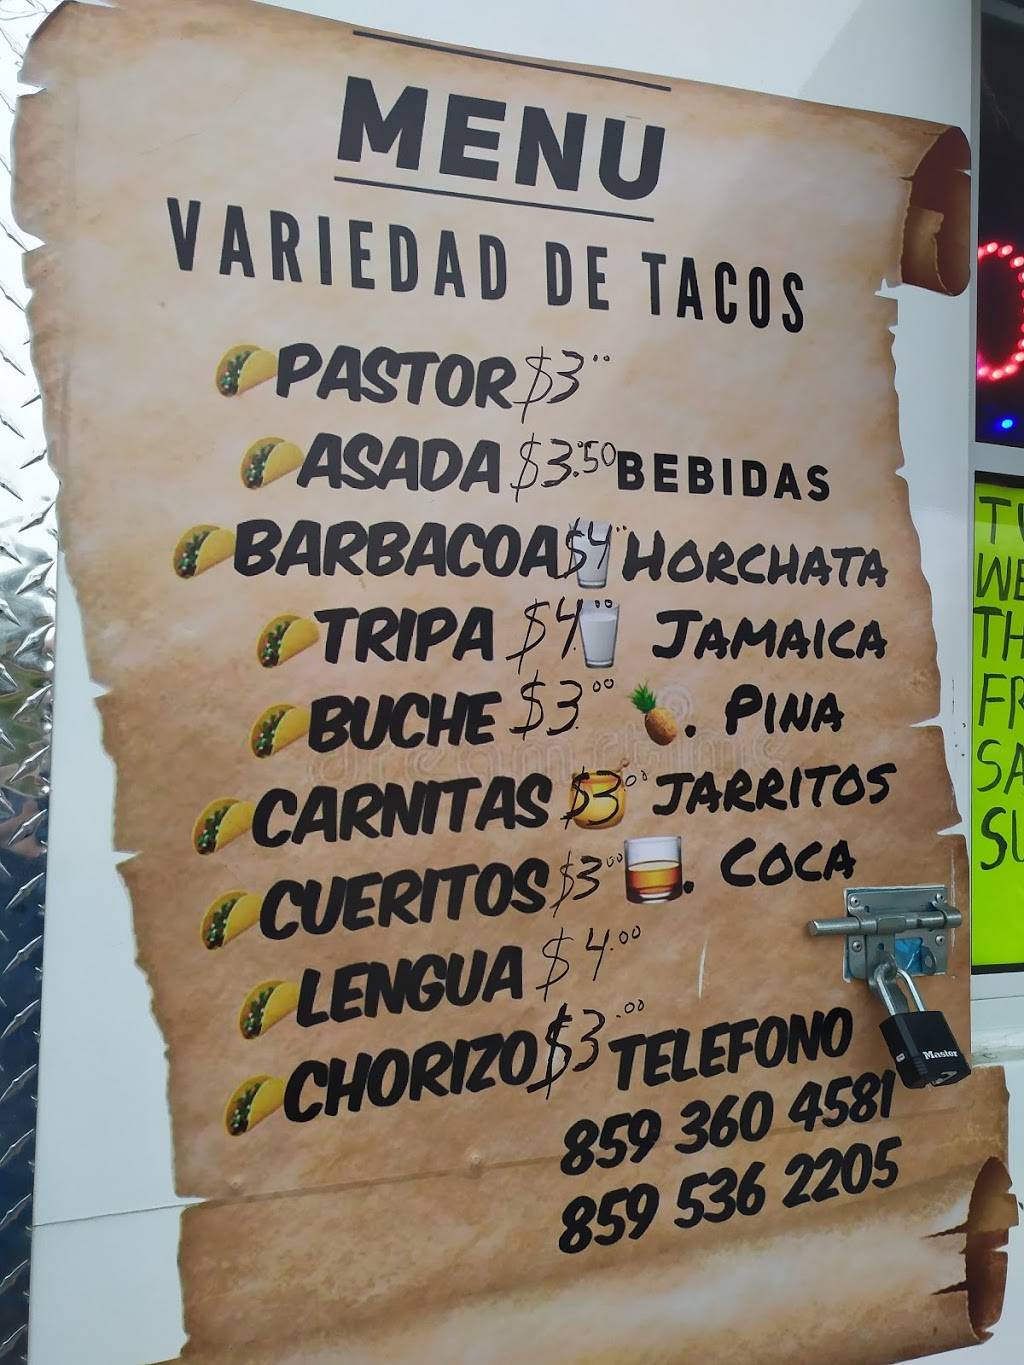 MENU
VARIEDAD DE TACOS
PASTOR $3.00
ASADA $3.50
BARBACOA $4.00
TRIPA $4.00
BUCHE $3.00
CARNITAS $3.00
CUERITOS $3.00
LENGUA $4.00
CHORIZO $3.00
BEBIDAS
HORCHATA
JAMAICA
. PINA
JARRITOS
. COCA
TELEFONO
859 360 4581
859 536 2205
Master
dreamstime